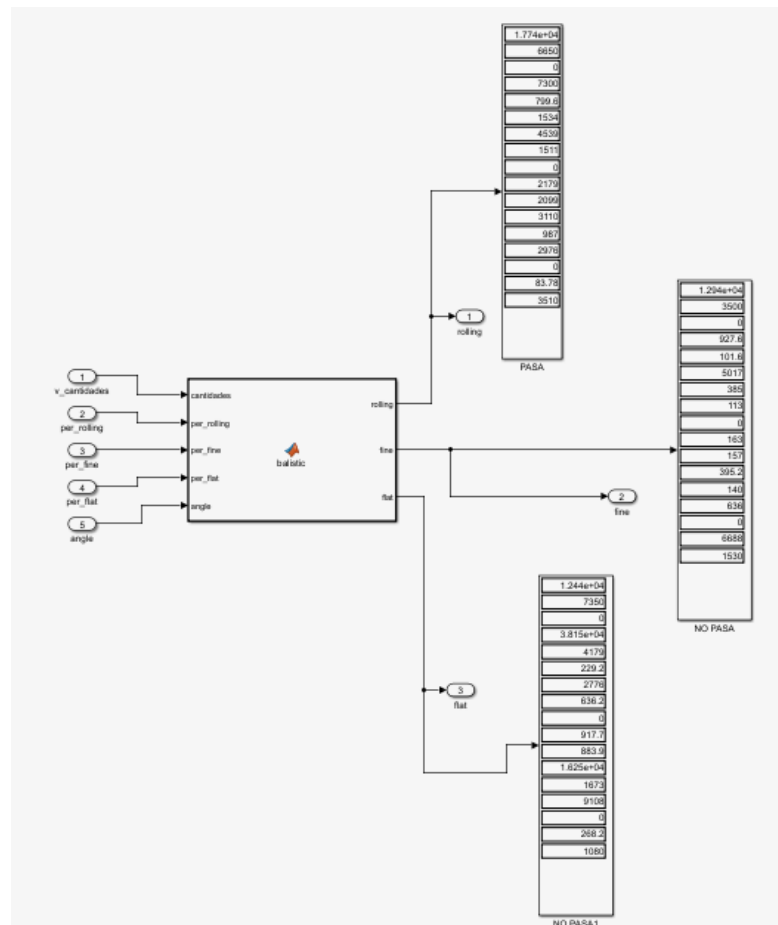 1.774e+04
6650
0
7300
799.6
1534
4539
1511
0
2179
2099
3110
987
2976
0
83.78
3510
PASA
1
rolling
1
v_cantidades
2
per_rolling
3
per_fine
4
per_flat
5
angle
cantidades
per_rolling
per_fine
per_flat
angle
balistic
rolling
fine
flat
1.294e+04
3500
0
927.6
101.6
5017
385
113
0
163
157
395.2
140
636
0
6688
1530
NO PASA
2
fine
3
flat
1.244e+04
7350
0
3.815e+04
4179
229.2
2776
636.2
0
917.7
883.9
1.625e+04
1673
9108
0
268.2
1080
NO PASA1